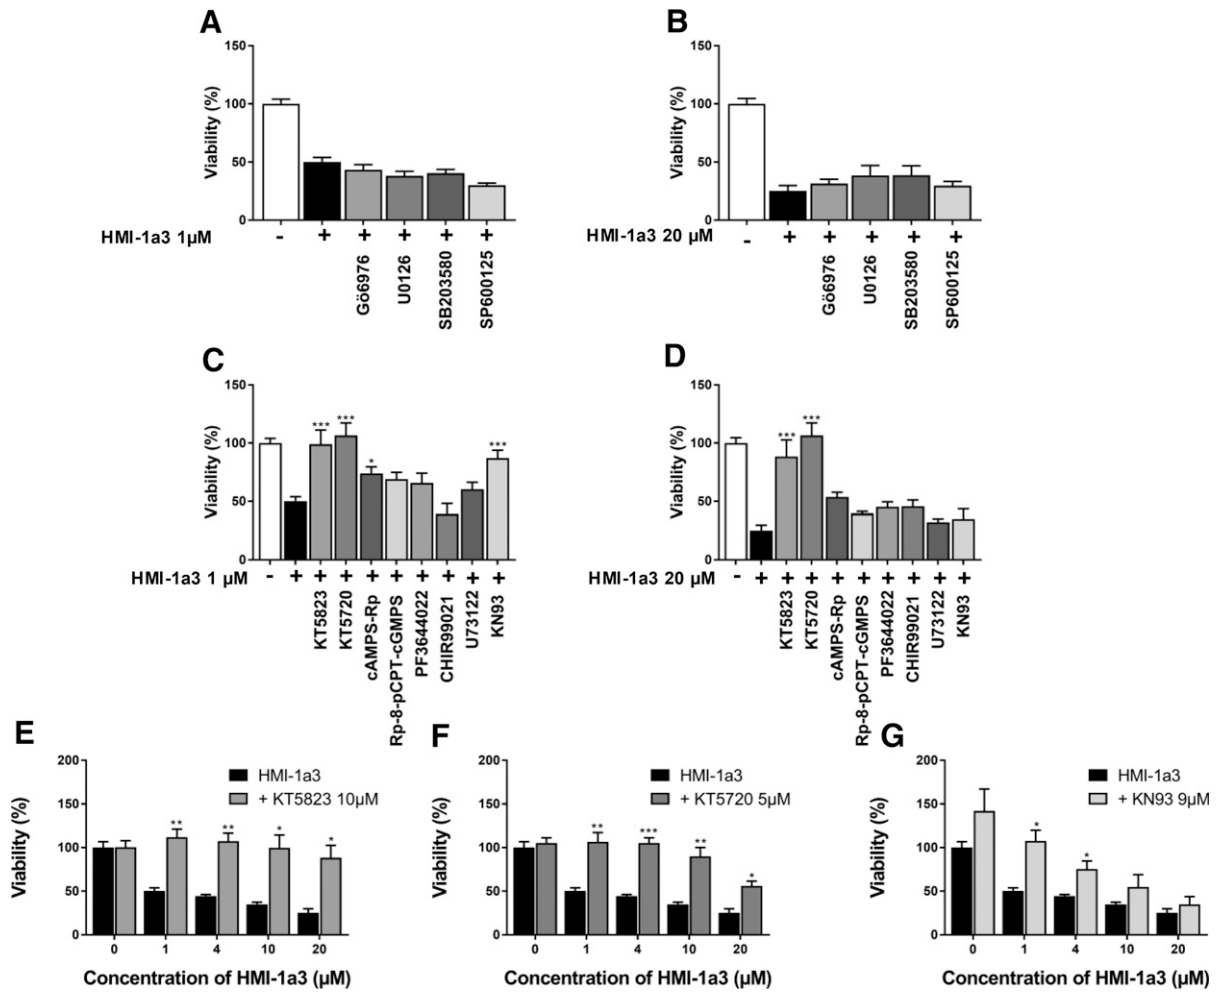 A
150
100
50
0
Viability (%)
HMI-1a3 1µM
- + + + + +
Gö6976
U0126
SB203580
SP600125
B
150
100
50
0
Viability (%)
HMI-1a3 20 µM
- + + + + +
Gö6976
U0126
SB203580
SP600125
C
150
100
50
0
Viability (%)
*** *** * ***
HMI-1a3 1 µM
- + + + + + + + + +
KT5823
KT5720
cAMPS-Rp
Rp-8-pCPT-cGMPS
PF3644022
CHIR99021
U73122
KN93
D
150
100
50
0
Viability (%)
*** ***
HMI-1a3 20 µM
- + + + + + + + + +
KT5823
KT5720
cAMPS-Rp
Rp-8-pCPT-cGMPS
PF3644022
CHIR99021
U73122
KN93
E
200
150
100
50
0
Viability (%)
HMI-1a3
+ KT5823 10µM
** ** * *
0 1 4 10 20
Concentration of HMI-1a3 (µM)
F
200
150
100
50
0
Viability (%)
HMI-1a3
+ KT5720 5µM
** *** ** *
0 1 4 10 20
Concentration of HMI-1a3 (µM)
G
200
150
100
50
0
Viability (%)
HMI-1a3
+ KN93 9µM
* *
0 1 4 10 20
Concentration of HMI-1a3 (µM)